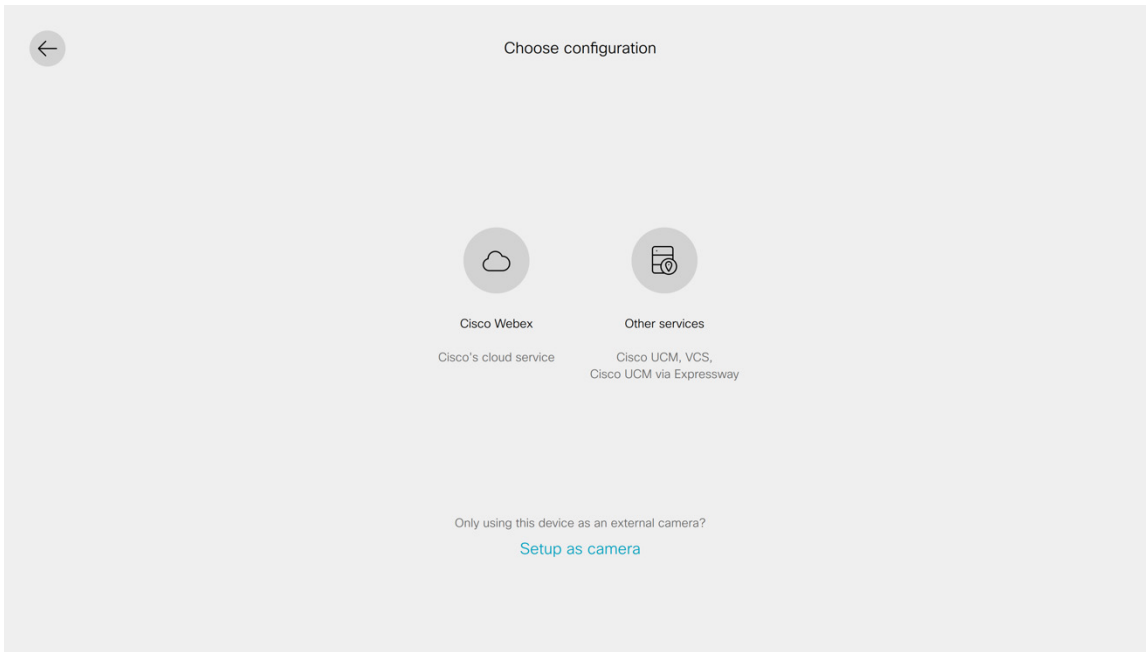 Choose configuration
Cisco Webex
Cisco's cloud service
Other services
Cisco UCM, VCS,
Cisco UCM via Expressway
Only using this device as an external camera?
Setup as camera